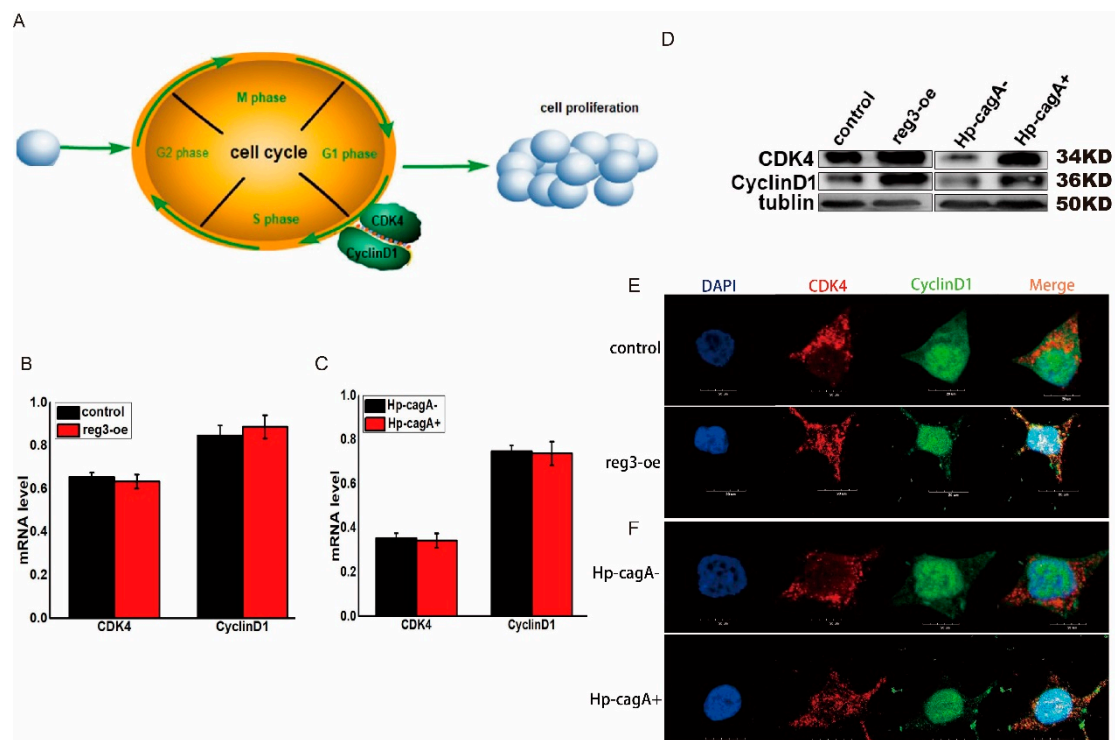 A
M phase
G2 phase
cell cycle
G1 phase
S phase
CDK4
CyclinD1
cell proliferation
B
mRNA level
1.0
0.8
0.6
0.4
0.2
0.0
control
reg3-oe
CDK4
CyclinD1
C
mRNA level
1.0
0.8
0.6
0.4
0.2
0.0
Hp-cagA-
Hp-cagA+
CDK4
CyclinD1
D
control
reg3-oe
Hp-cagA-
Hp-cagA+
CDK4
34KD
CyclinD1
36KD
tublin
50KD
E
DAPI
CDK4
CyclinD1
Merge
control
reg3-oe
F
Hp-cagA-
Hp-cagA+